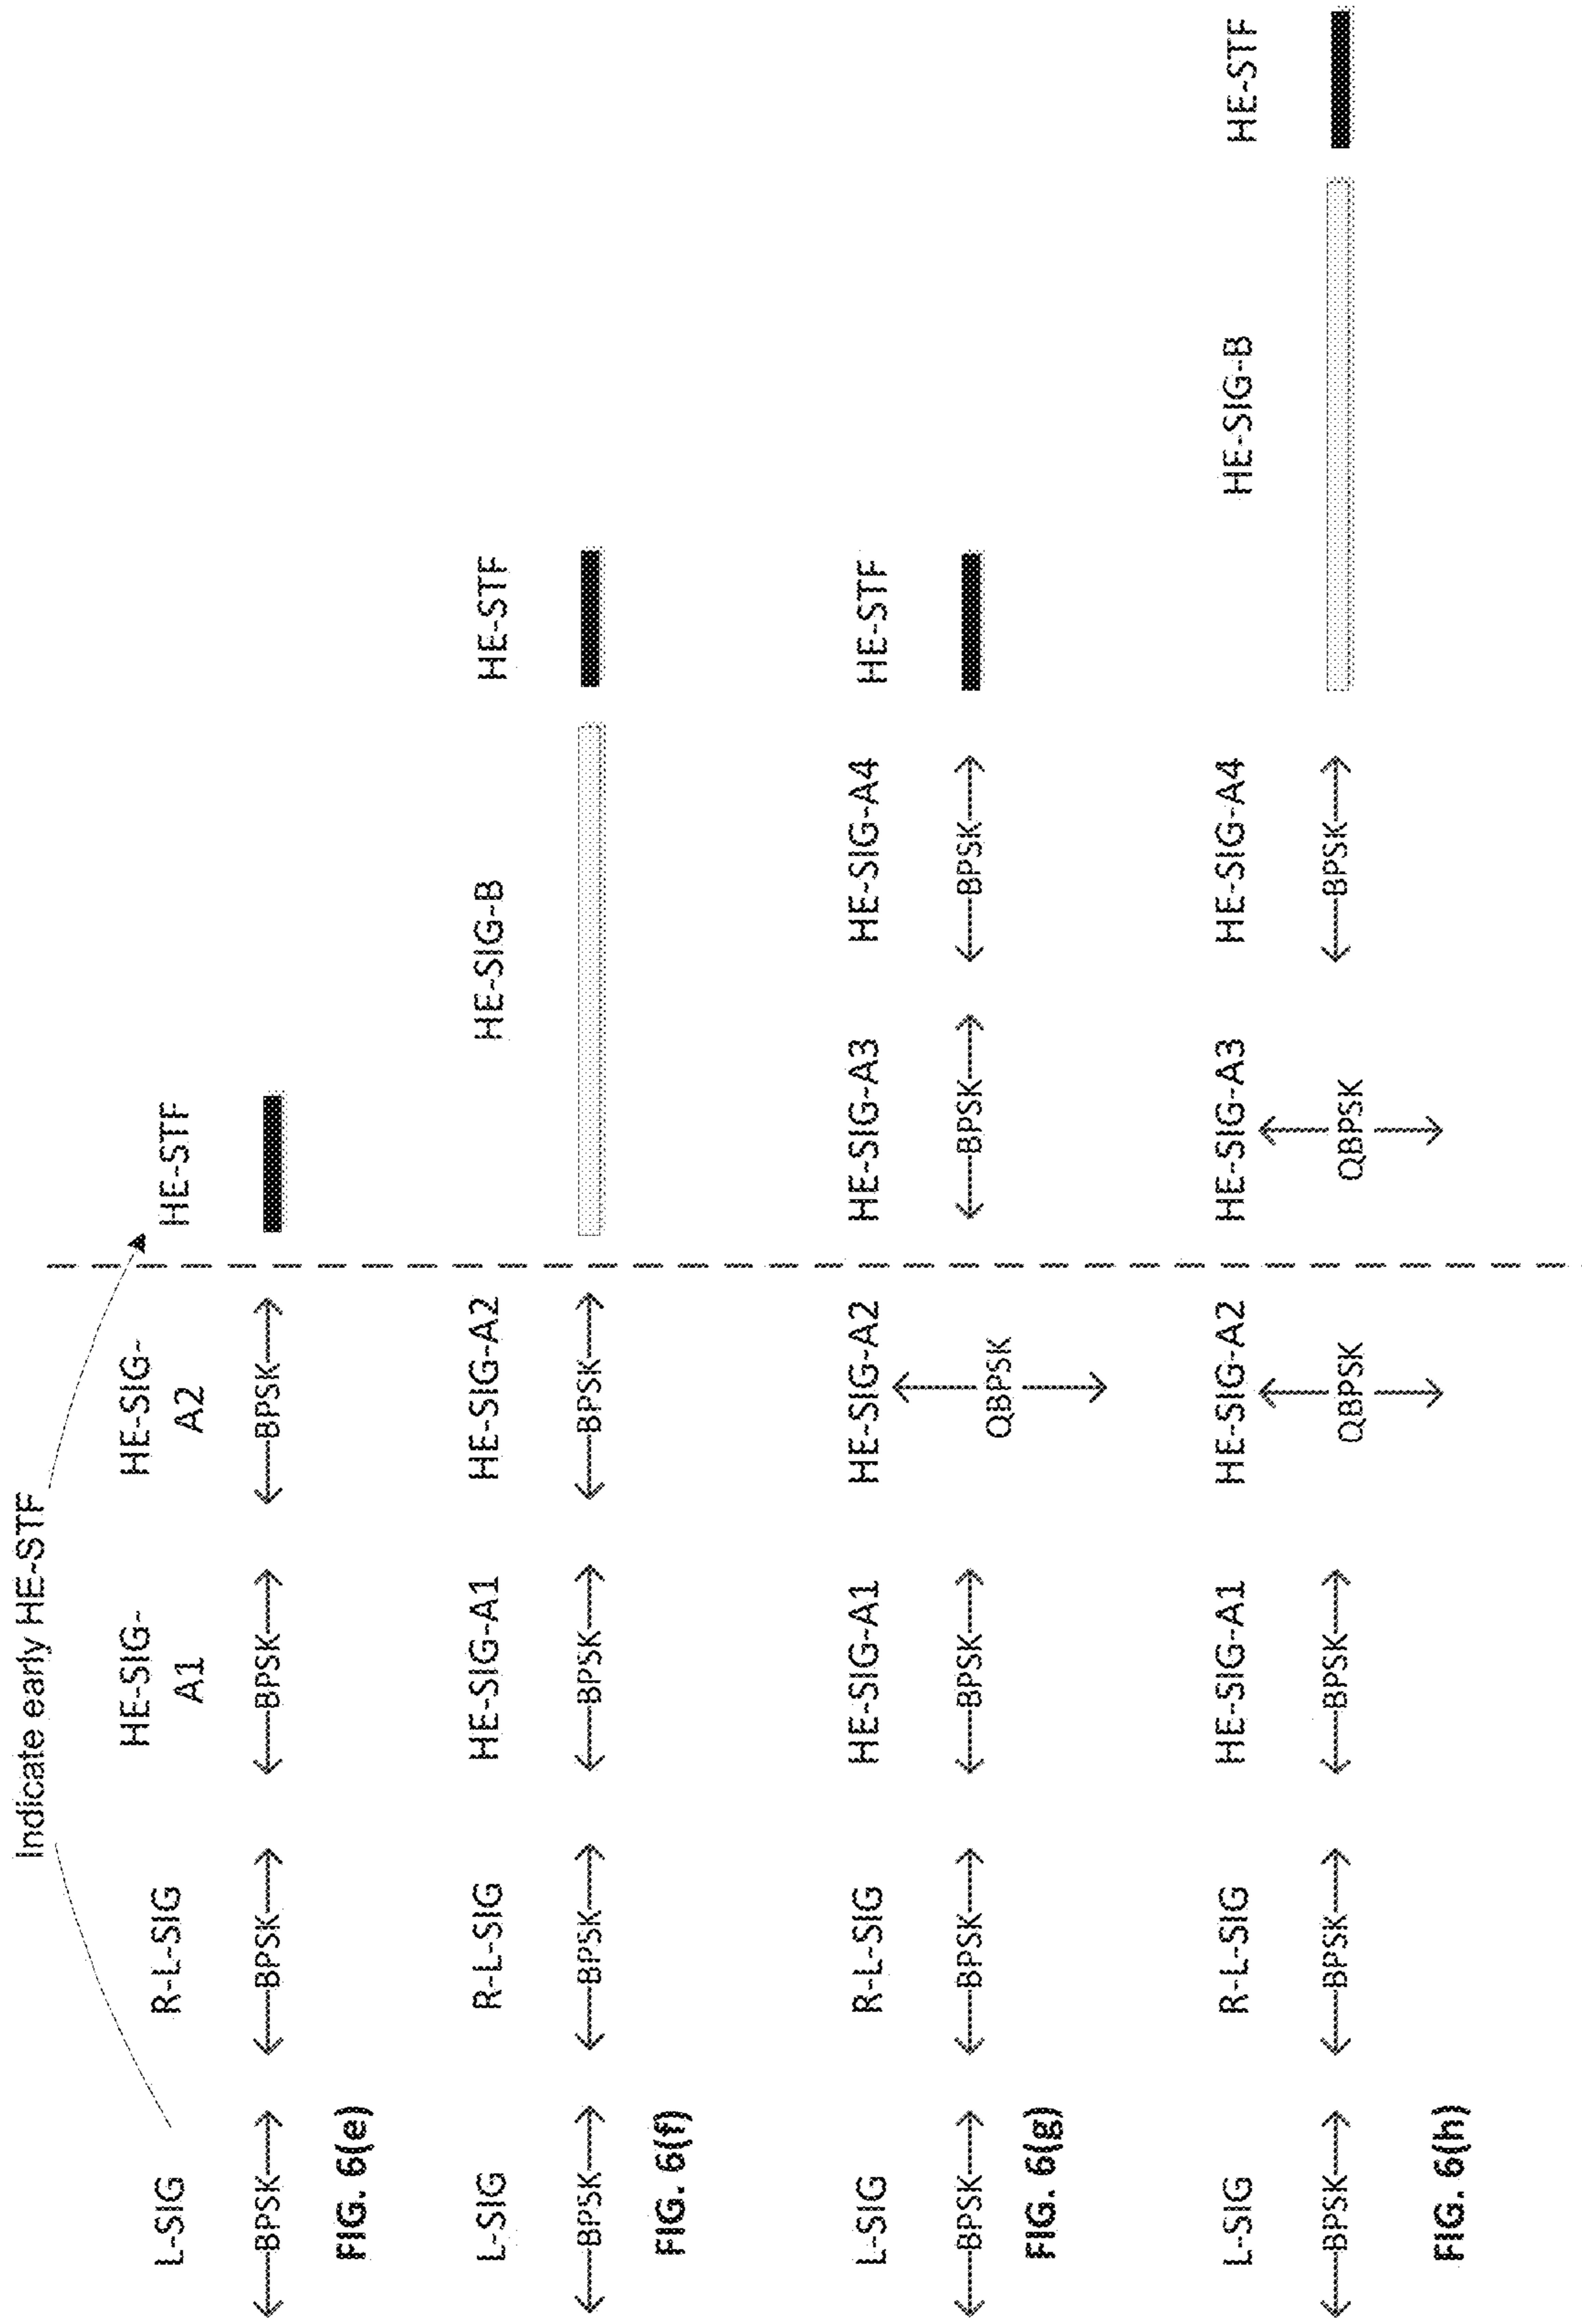 Indicate early HE-STF
L-SIG R-L-SIG HE-SIG- HE-SIG- HE-STF
A1 A2
BPSK BPSK BPSK BPSK
FIG. 6(e)
L-SIG R-L-SIG HE-SIG-A1 HE-SIG-A2 HE-SIG-B HE-STF
BPSK BPSK BPSK BPSK
FIG. 6(f)
L-SIG R-L-SIG HE-SIG-A1 HE-SIG-A2 HE-SIG-A3 HE-SIG-A4 HE-STF
BPSK BPSK BPSK QBPSK BPSK BPSK
FIG. 6(g)
L-SIG R-L-SIG HE-SIG-A1 HE-SIG-A2 HE-SIG-A3 HE-SIG-A4 HE-SIG-B HE-STF
BPSK BPSK BPSK QBPSK QBPSK BPSK
FIG. 6(h)